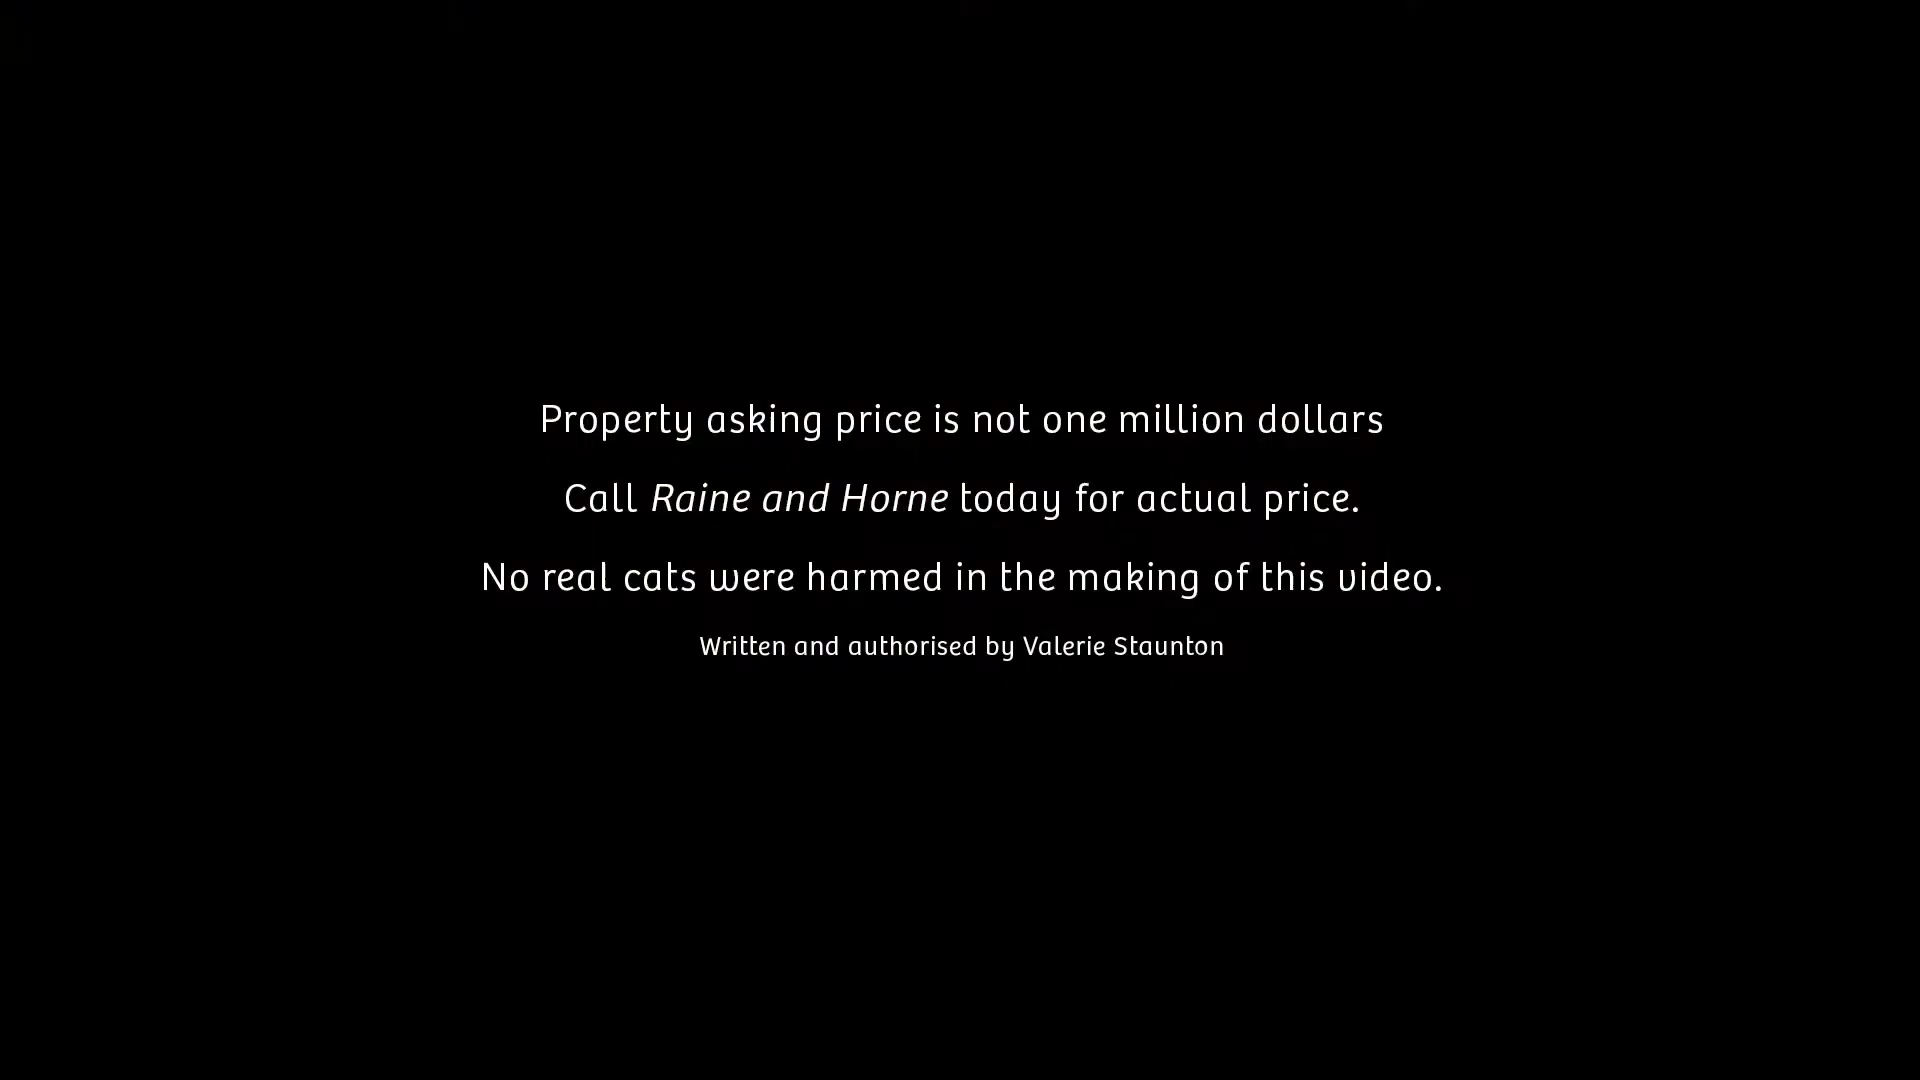 Property asking price is not one million dollars
Call Raine and Horne today for actual price.
No real cats were harmed in the making of this video.
Written and authorised by Valerie Staunton